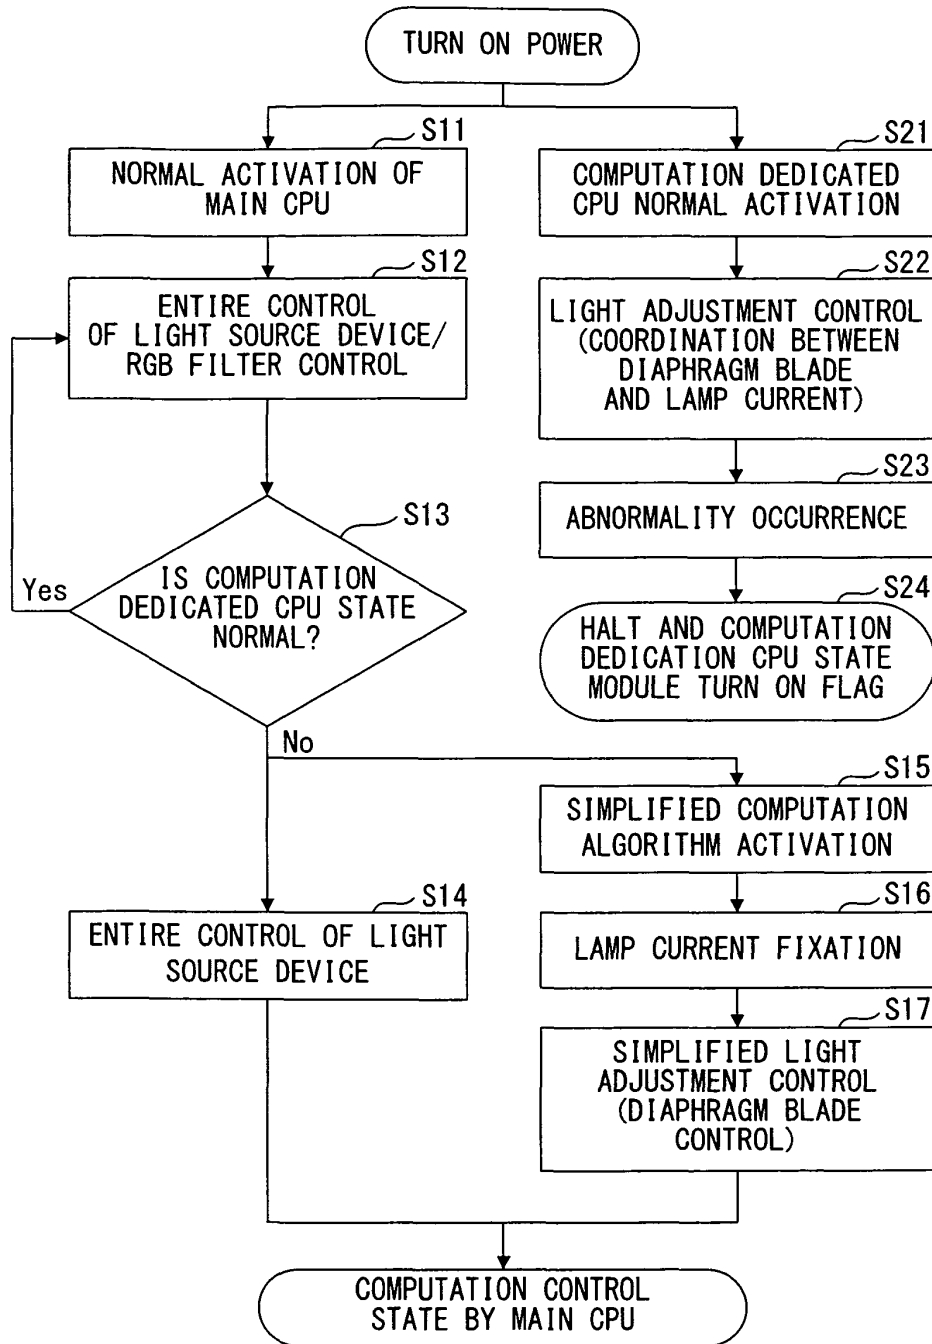 TURN ON POWER
S11
NORMAL ACTIVATION OF
MAIN CPU
S12
ENTIRE CONTROL
OF LIGHT SOURCE DEVICE/
RGB FILTER CONTROL
S13
IS COMPUTATION
DEDICATED CPU STATE
NORMAL?
Yes
No
S21
COMPUTATION DEDICATED
CPU NORMAL ACTIVATION
S22
LIGHT ADJUSTMENT CONTROL
(COORDINATION BETWEEN
DIAPHRAGM BLADE
AND LAMP CURRENT)
S23
ABNORMALITY OCCURRENCE
S24
HALT AND COMPUTATION
DEDICATION CPU STATE
MODULE TURN ON FLAG
S14
ENTIRE CONTROL OF LIGHT
SOURCE DEVICE
S15
SIMPLIFIED COMPUTATION
ALGORITHM ACTIVATION
S16
LAMP CURRENT FIXATION
S17
SIMPLIFIED LIGHT
ADJUSTMENT CONTROL
(DIAPHRAGM BLADE
CONTROL)
COMPUTATION CONTROL
STATE BY MAIN CPU